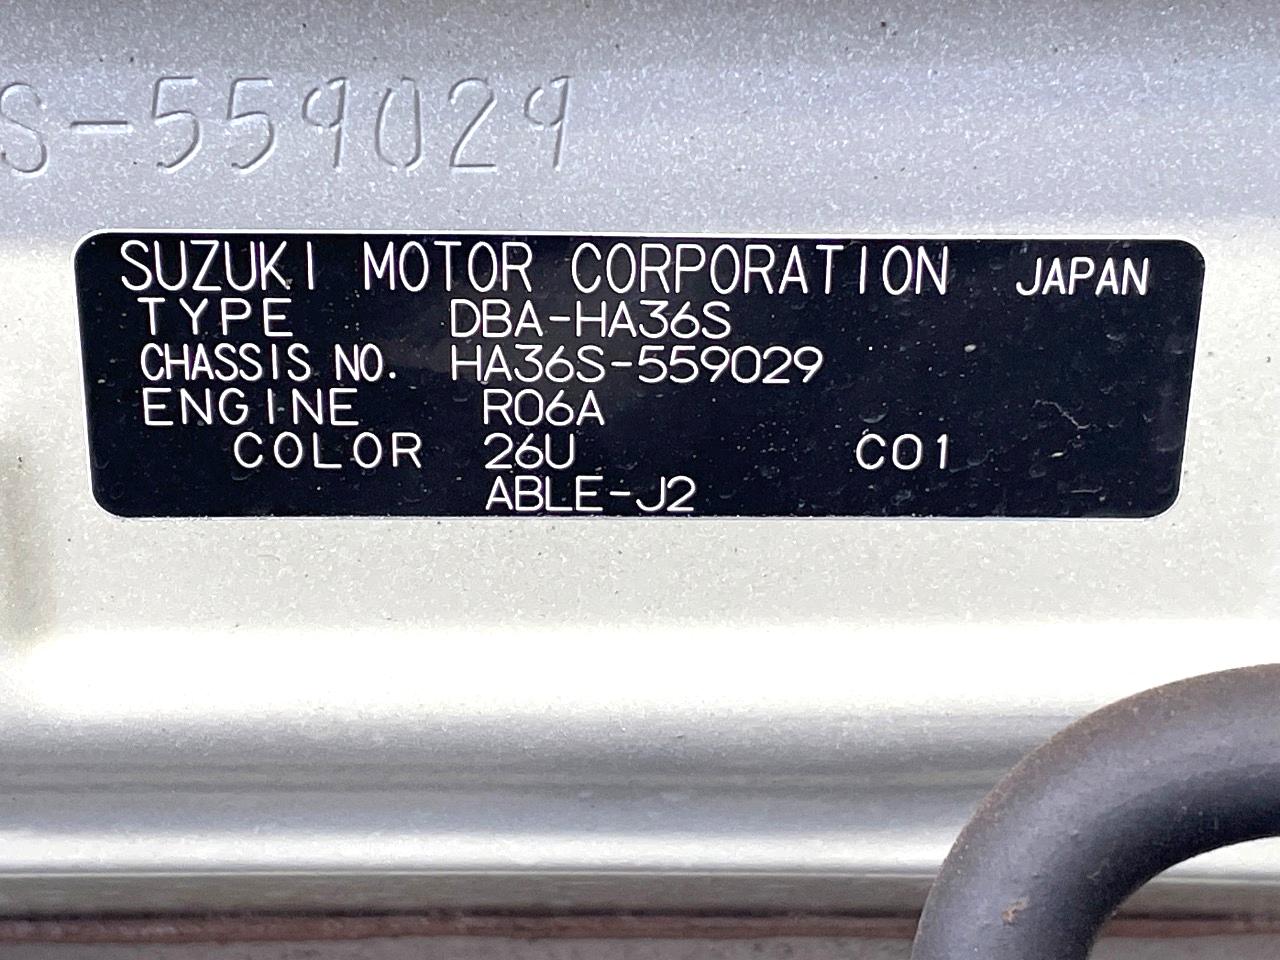 S-559029
SUZUKI MOTOR CORPORATION JAPAN
TYPE DBA-HA36S
CHASSIS NO. HA36S-559029
ENGINE R06A
COLOR 26U C01
ABLE-J2